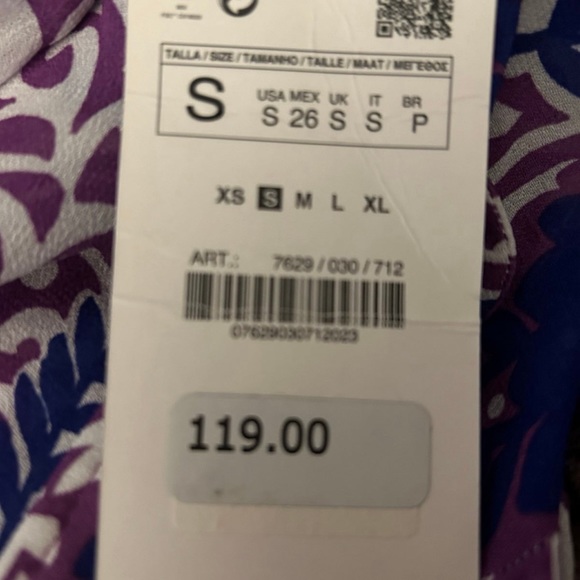 TALLA / SIZE / TAMANHO / TAILLE / MAAT / ΜΕΓΕΘΟΣ
S
USA MEX UK IT BR
S 26 S S P
XS S M L XL
ART.: 7629 / 030 / 712
07629030712023
119.00